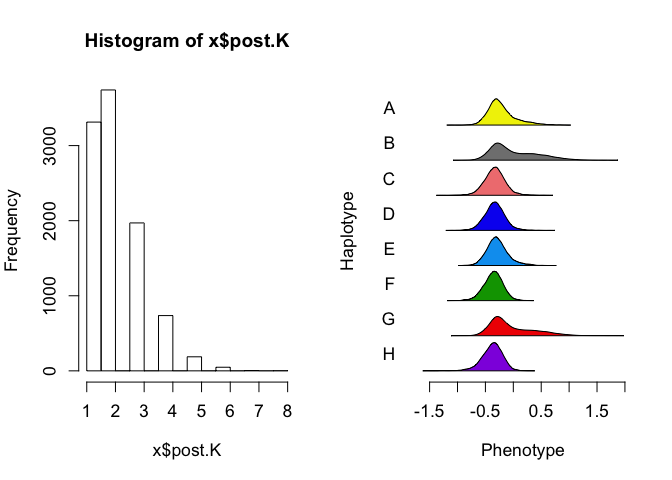 Histogram of x$post.K
Frequency
0
1000
2000
3000
1 2 3 4 5 6 7 8
x$post.K
Haplotype
A
B
C
D
E
F
G
H
-1.5 -0.5 0.5 1.5
Phenotype